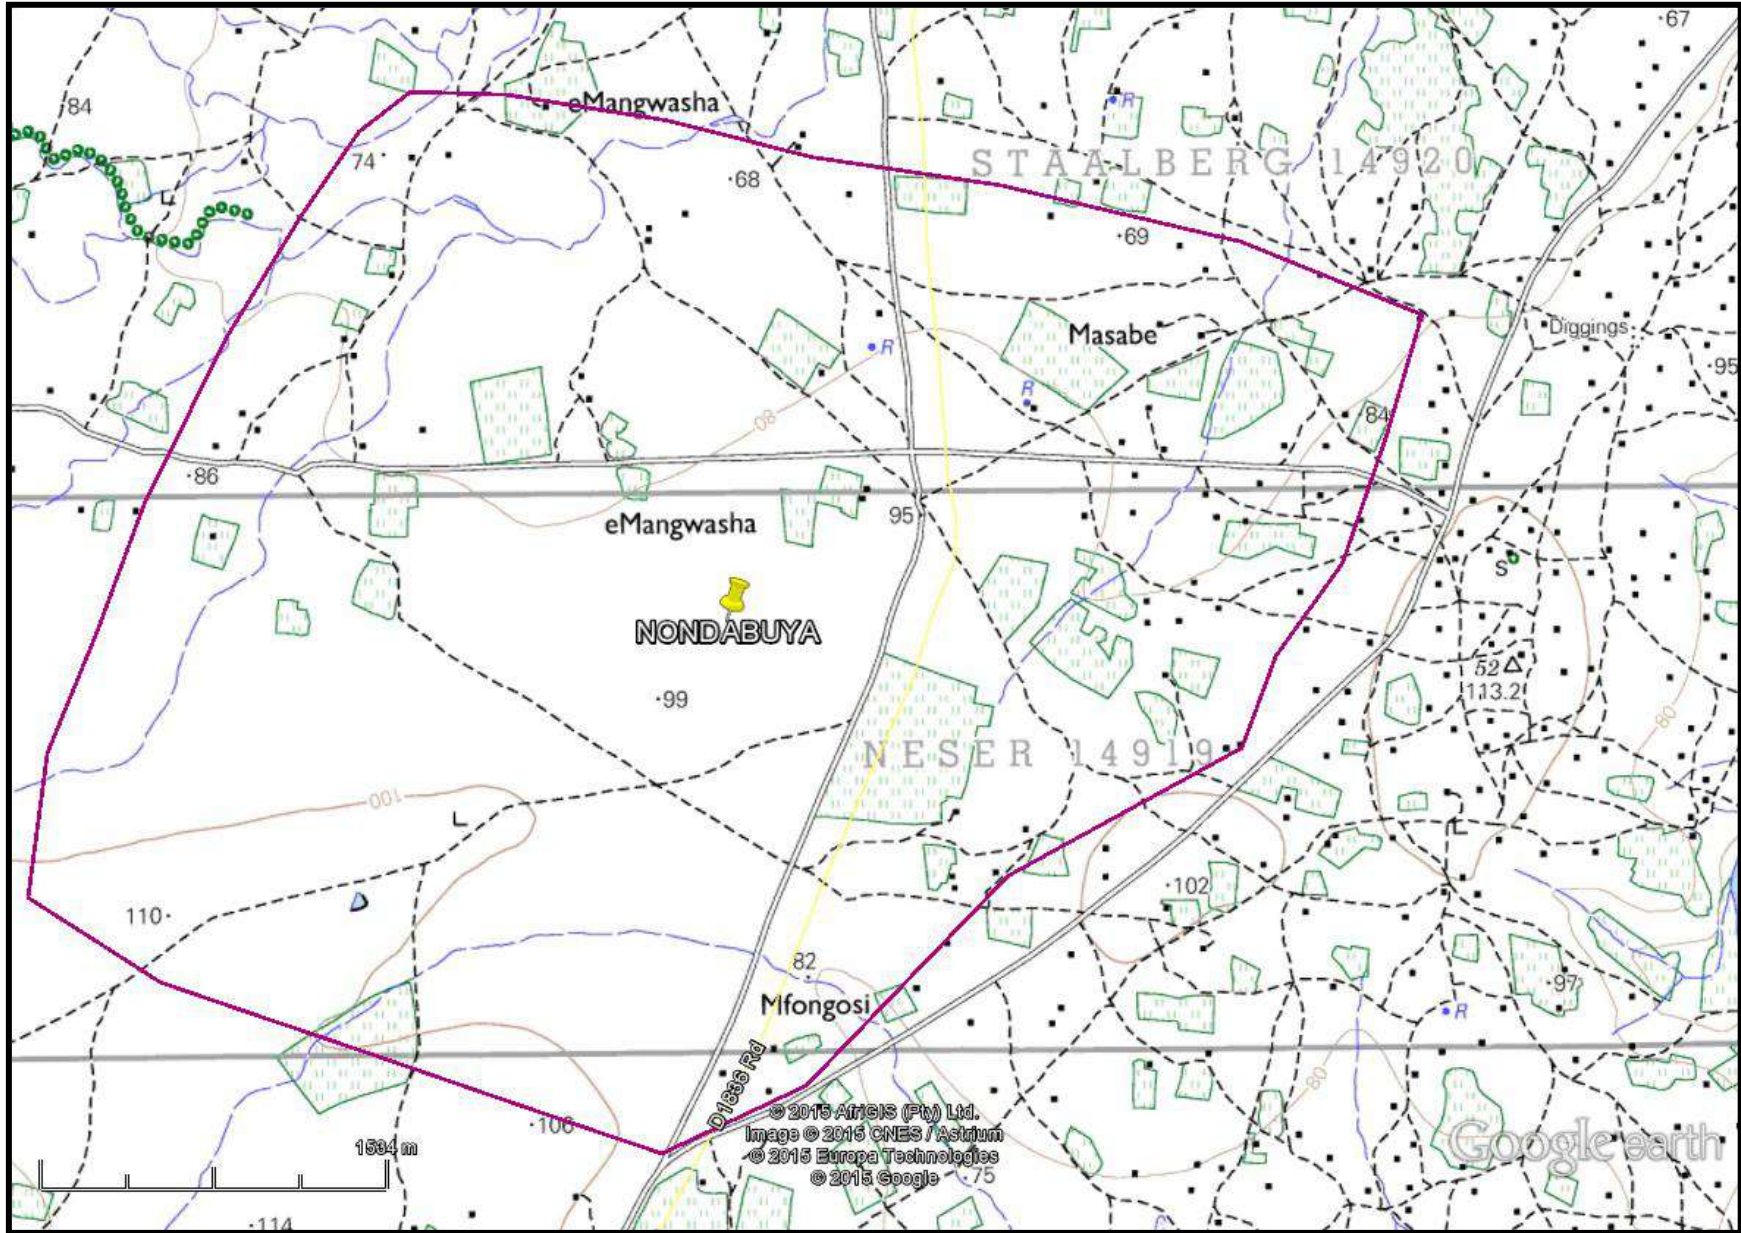 67
84
eMangwasha
R
74
68
STAALBERG 14920
L
69
Masabe
Diggings
R
95
R
80
84
86
eMangwasha
95
S
NONDABUYA
52
113.2
99
80
NESER 14919
100
L
L
102
110
82
97
Mfongosi
R
D1836 Rd
80
106
© 2015 AfriGIS (Pty) Ltd.
Image © 2015 CNES / Astrium
© 2015 Europa Technologies
© 2015 Google
Google earth
1534 m
75
114